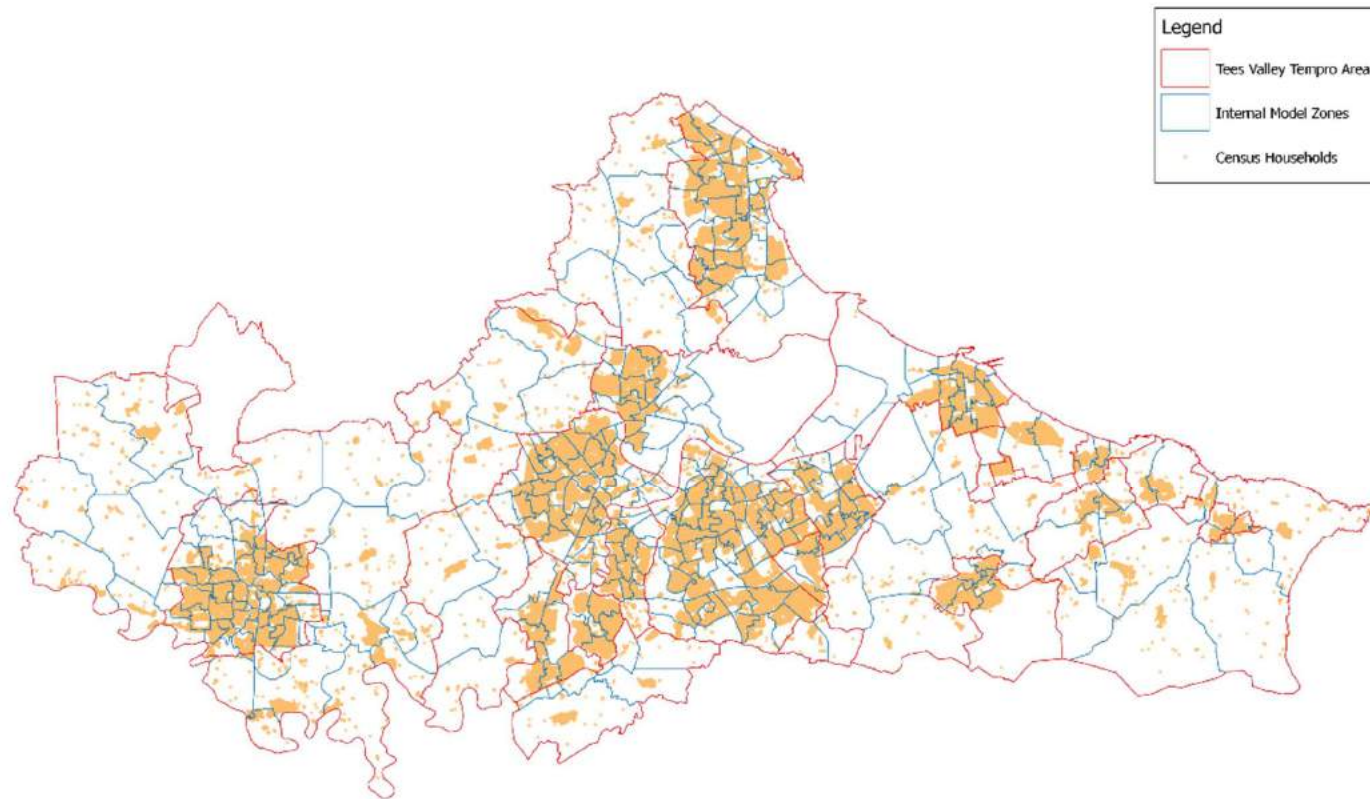 Legend
Tees Valley Tempro Area
Internal Model Zones
Census Households